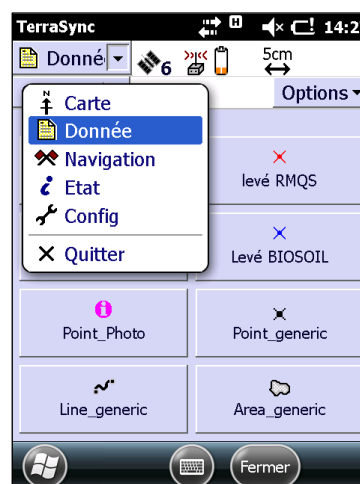 TerraSync H 14:2
Donné 6 5cm
Options
N
Carte
Donnée
Navigation
Etat
Config
Quitter
levé RMQS
Levé BIOSOIL
Point_Photo Point_generic
Line_generic Area_generic
Fermer